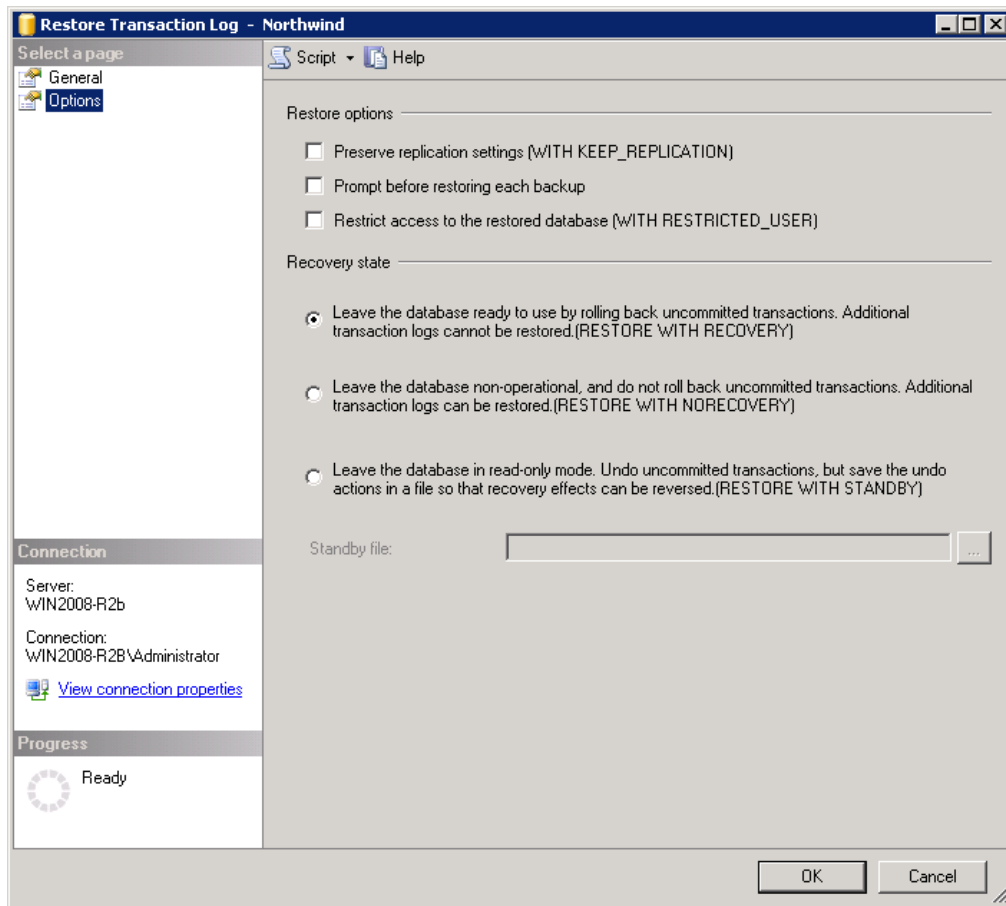 Restore Transaction Log - Northwind
Select a page
General
Options
Script
Help
Restore options
Preserve replication settings (WITH KEEP_REPLICATION)
Prompt before restoring each backup
Restrict access to the restored database (WITH RESTRICTED_USER)
Recovery state
Leave the database ready to use by rolling back uncommitted transactions. Additional
transaction logs cannot be restored.(RESTORE WITH RECOVERY)
Leave the database non-operational, and do not roll back uncommitted transactions. Additional
transaction logs can be restored.(RESTORE WITH NORECOVERY)
Leave the database in read-only mode. Undo uncommitted transactions, but save the undo
actions in a file so that recovery effects can be reversed.(RESTORE WITH STANDBY)
Standby file:
...
Connection
Server:
WIN2008-R2b
Connection:
WIN2008-R2B\Administrator
View connection properties
Progress
Ready
OK
Cancel